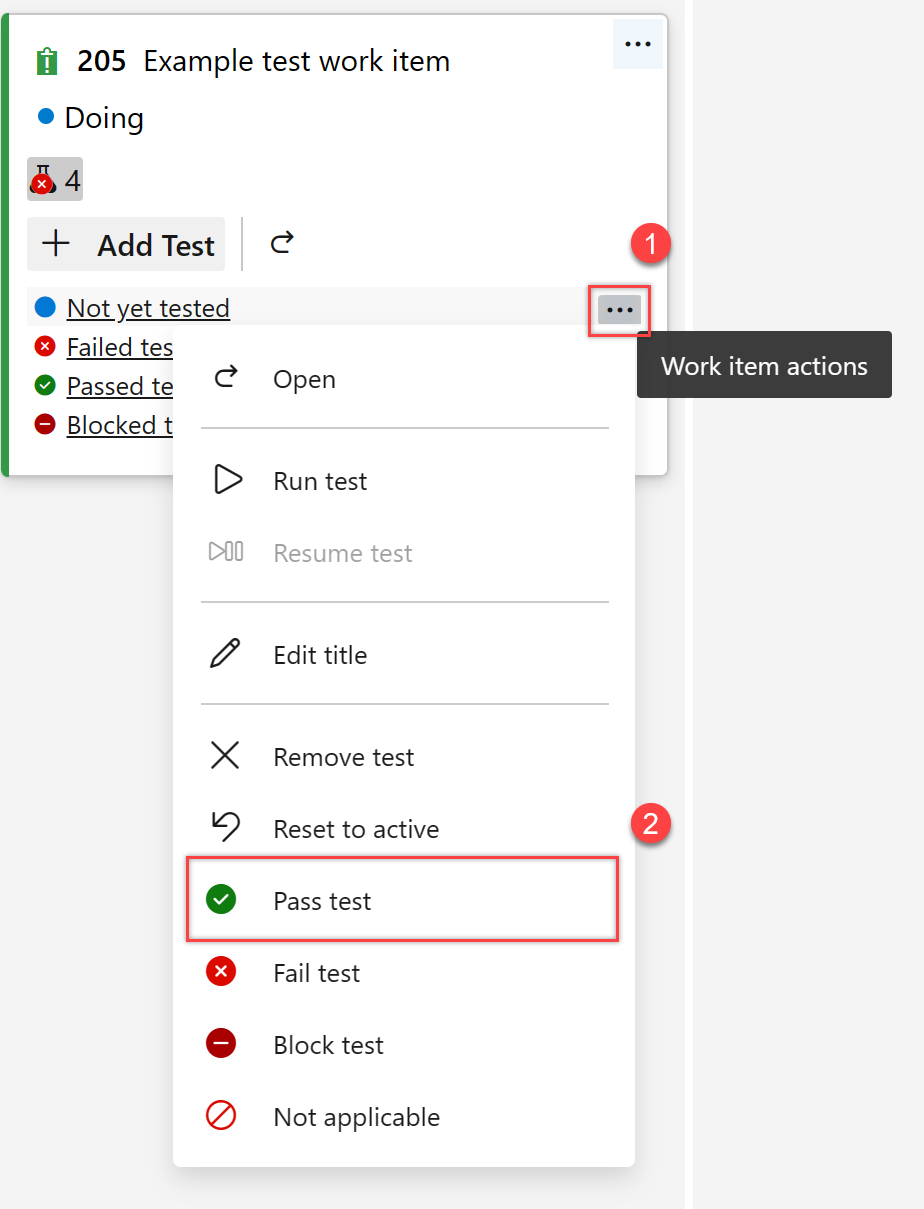 205 Example test work item
Doing
4
Add Test
1
Not yet tested
Failed tes
Work item actions
Passed te
Blocked t
Open
Run test
Resume test
Edit title
Remove test
Reset to active
2
Pass test
Fail test
Block test
Not applicable